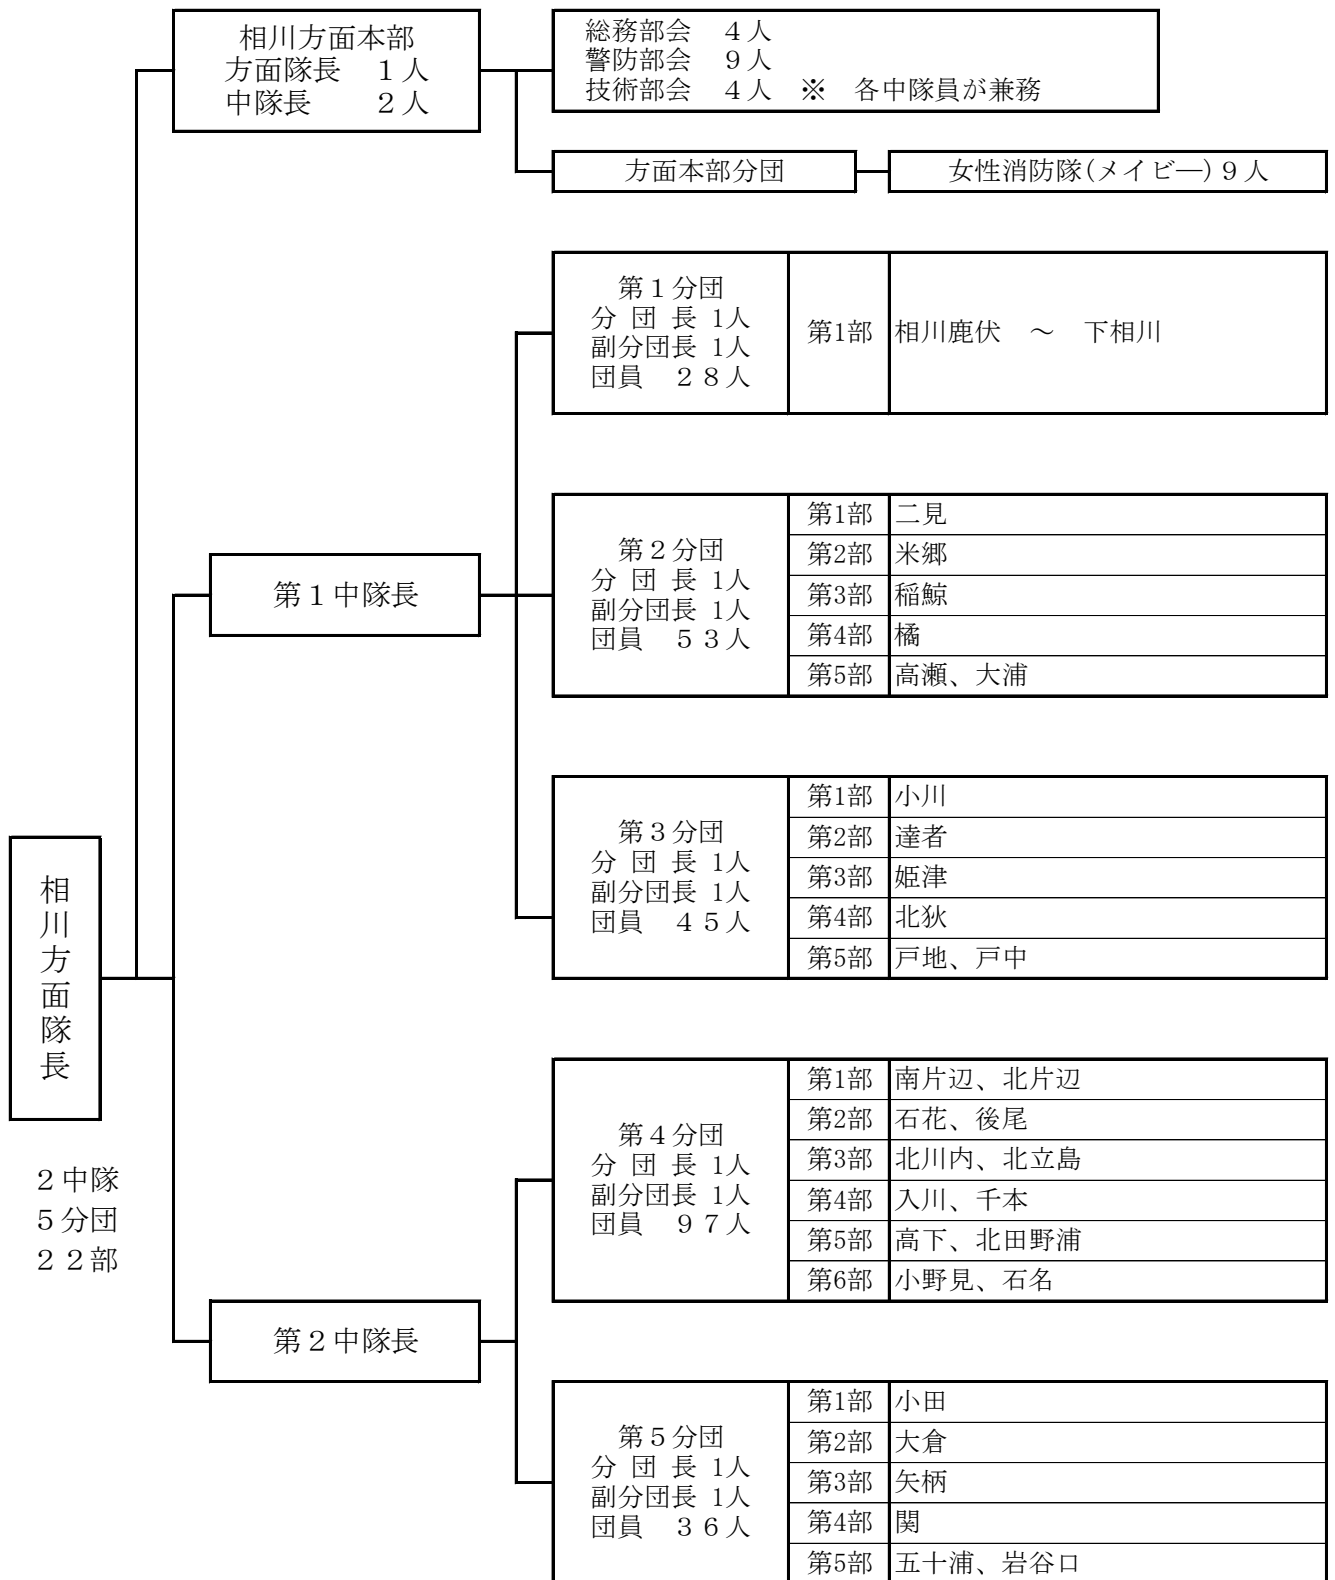 相川方面本部
方面隊長　１人
中隊長　　２人
総務部会　４人
警防部会　９人
技術部会　４人　※　各中隊員が兼務
方面本部分団
女性消防隊(メイビ―)９人
第１分団
分 団 長 1人
副分団長 1人
団員　２８人
第1部　相川鹿伏　～　下相川
第１中隊長
第２分団
分 団 長 1人
副分団長 1人
団員　５３人
第1部　二見
第2部　米郷
第3部　稲鯨
第4部　橘
第5部　高瀬、大浦
第３分団
分 団 長 1人
副分団長 1人
団員　４５人
第1部　小川
第2部　達者
第3部　姫津
第4部　北狄
第5部　戸地、戸中
相川方面隊長
２中隊
５分団
２２部
第４分団
分 団 長 1人
副分団長 1人
団員　９７人
第1部　南片辺、北片辺
第2部　石花、後尾
第3部　北川内、北立島
第4部　入川、千本
第5部　高下、北田野浦
第6部　小野見、石名
第２中隊長
第５分団
分 団 長 1人
副分団長 1人
団員　３６人
第1部　小田
第2部　大倉
第3部　矢柄
第4部　関
第5部　五十浦、岩谷口